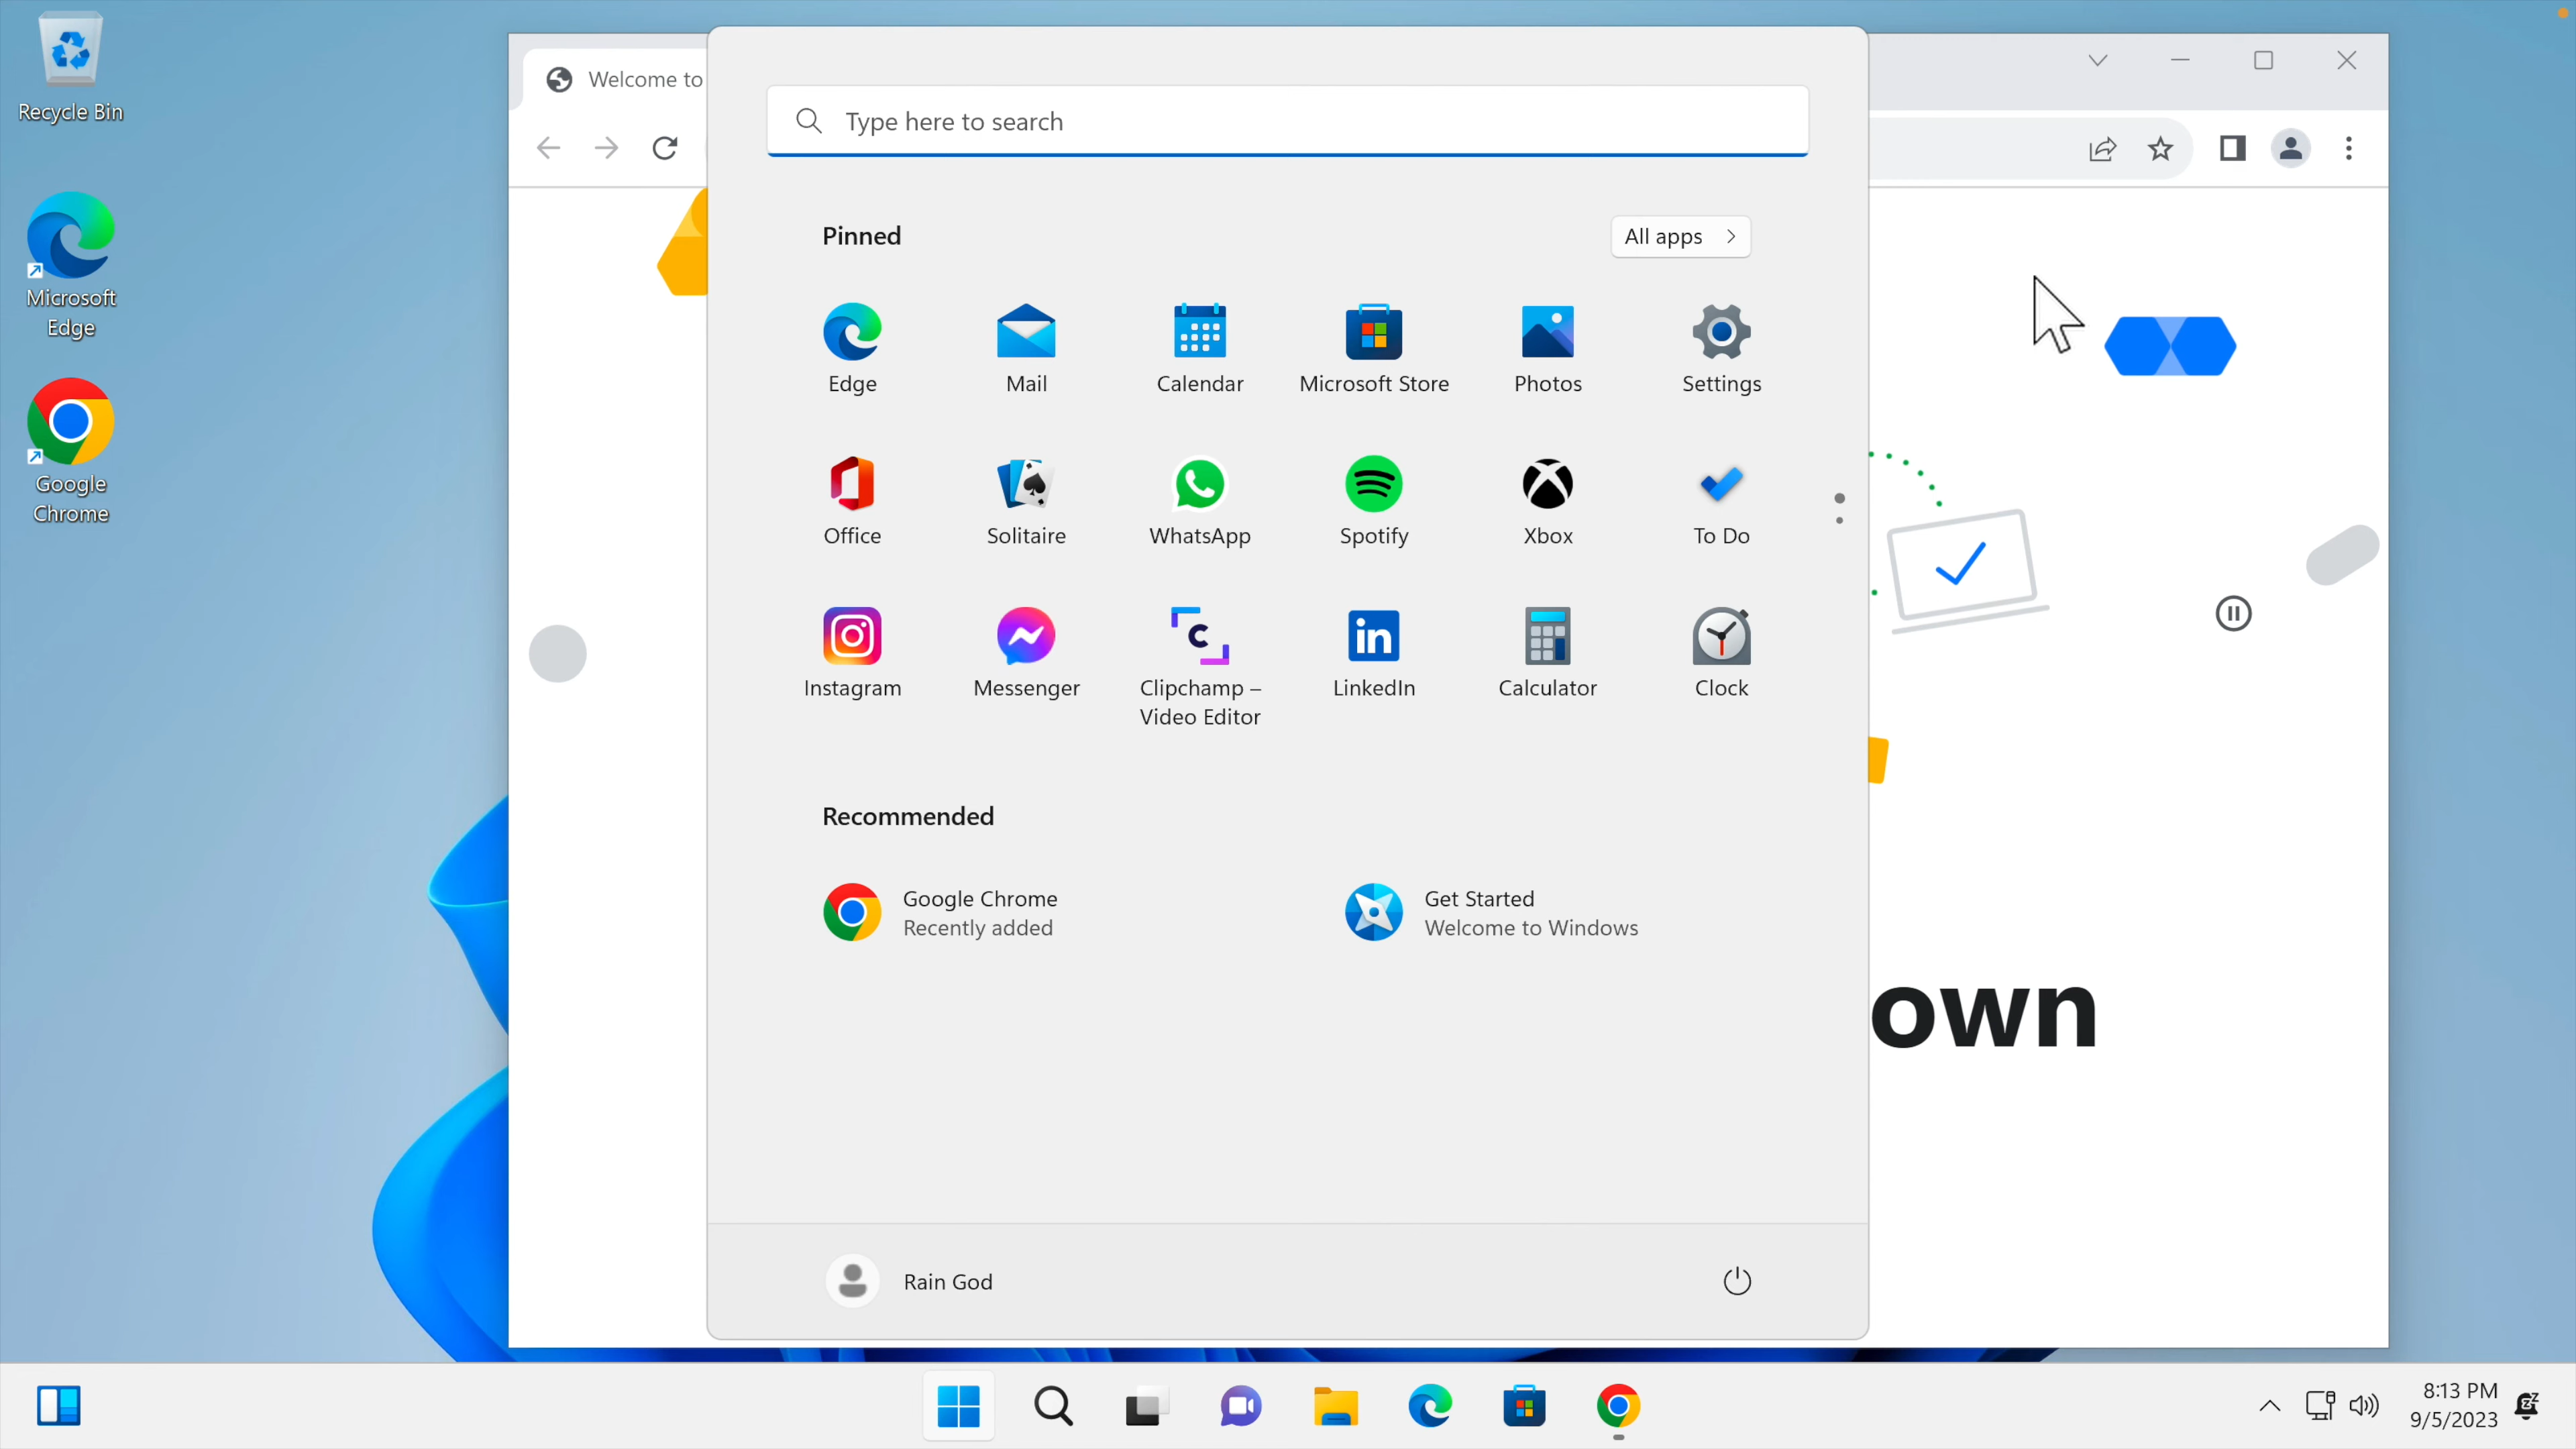 Recycle Bin
Microsoft
Edge
Google
Chrome
Welcome to
Type here to search
Pinned
All apps
Edge
Mail
Calendar
Microsoft Store
Photos
Settings
Office
Solitaire
WhatsApp
Spotify
Xbox
To Do
Instagram
Messenger
Clipchamp –
Video Editor
LinkedIn
Calculator
Clock
Recommended
Google Chrome
Recently added
Get Started
Welcome to Windows
own
Rain God
8:13 PM
9/5/2023